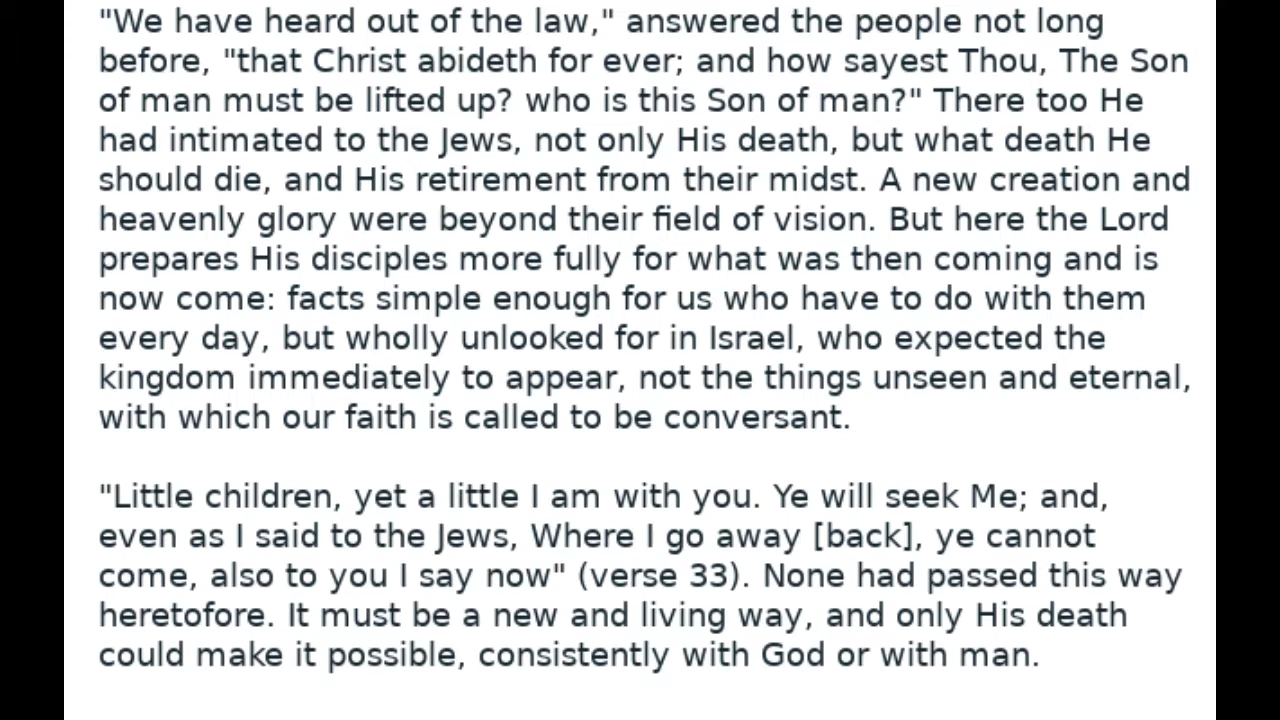 "We have heard out of the law," answered the people not long
before, "that Christ abideth for ever; and how sayest Thou, The Son
of man must be lifted up? who is this Son of man?" There too He
had intimated to the Jews, not only His death, but what death He
should die, and His retirement from their midst. A new creation and
heavenly glory were beyond their field of vision. But here the Lord
prepares His disciples more fully for what was then coming and is
now come: facts simple enough for us who have to do with them
every day, but wholly unlooked for in Israel, who expected the
kingdom immediately to appear, not the things unseen and eternal,
with which our faith is called to be conversant.
"Little children, yet a little I am with you. Ye will seek Me; and,
even as I said to the Jews, Where I go away [back], ye cannot
come, also to you I say now" (verse 33). None had passed this way
heretofore. It must be a new and living way, and only His death
could make it possible, consistently with God or with man.